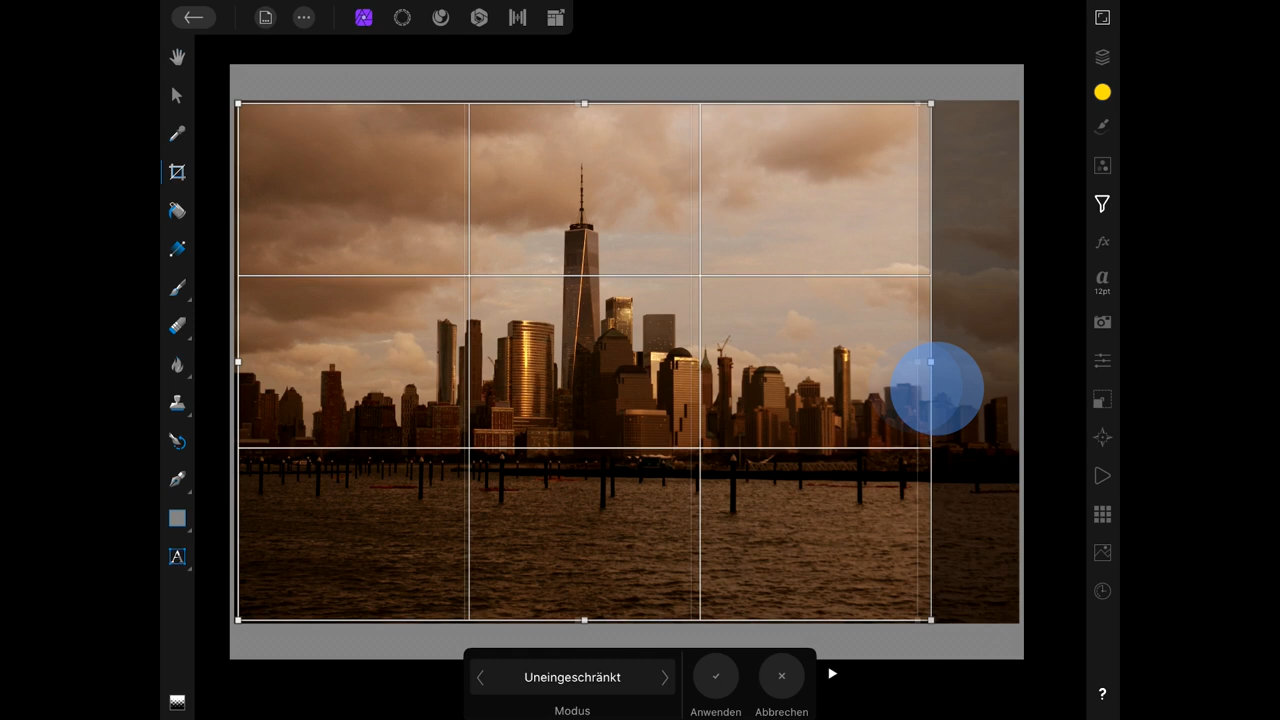 fx
a
12pt
A
Uneingeschränkt
Modus
Anwenden
Abbrechen
?